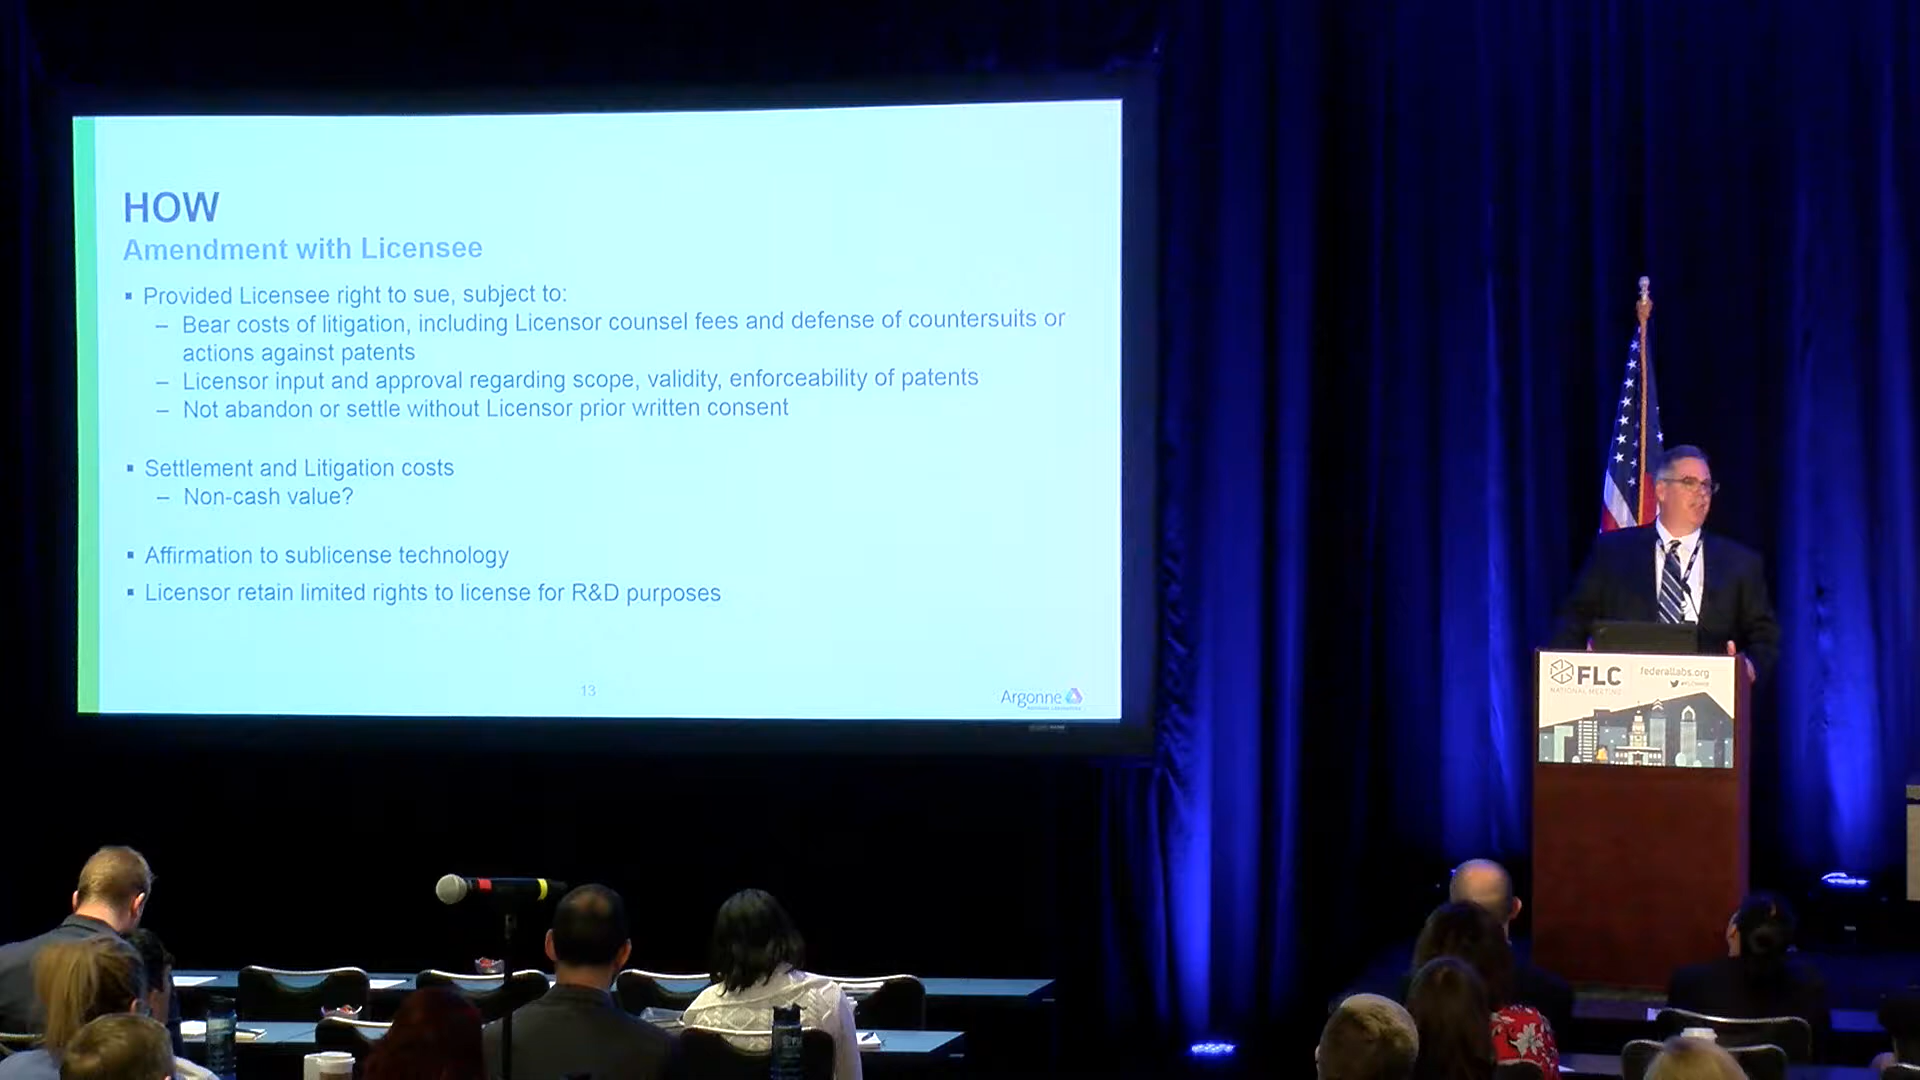 HOW
Amendment with Licensee
▪ Provided Licensee right to sue, subject to:
– Bear costs of litigation, including Licensor counsel fees and defense of countersuits or
actions against patents
– Licensor input and approval regarding scope, validity, enforceability of patents
– Not abandon or settle without Licensor prior written consent
▪ Settlement and Litigation costs
– Non-cash value?
▪ Affirmation to sublicense technology
▪ Licensor retain limited rights to license for R&D purposes
13
Argonne
FLC
NATIONAL MEETING
federallabs.org